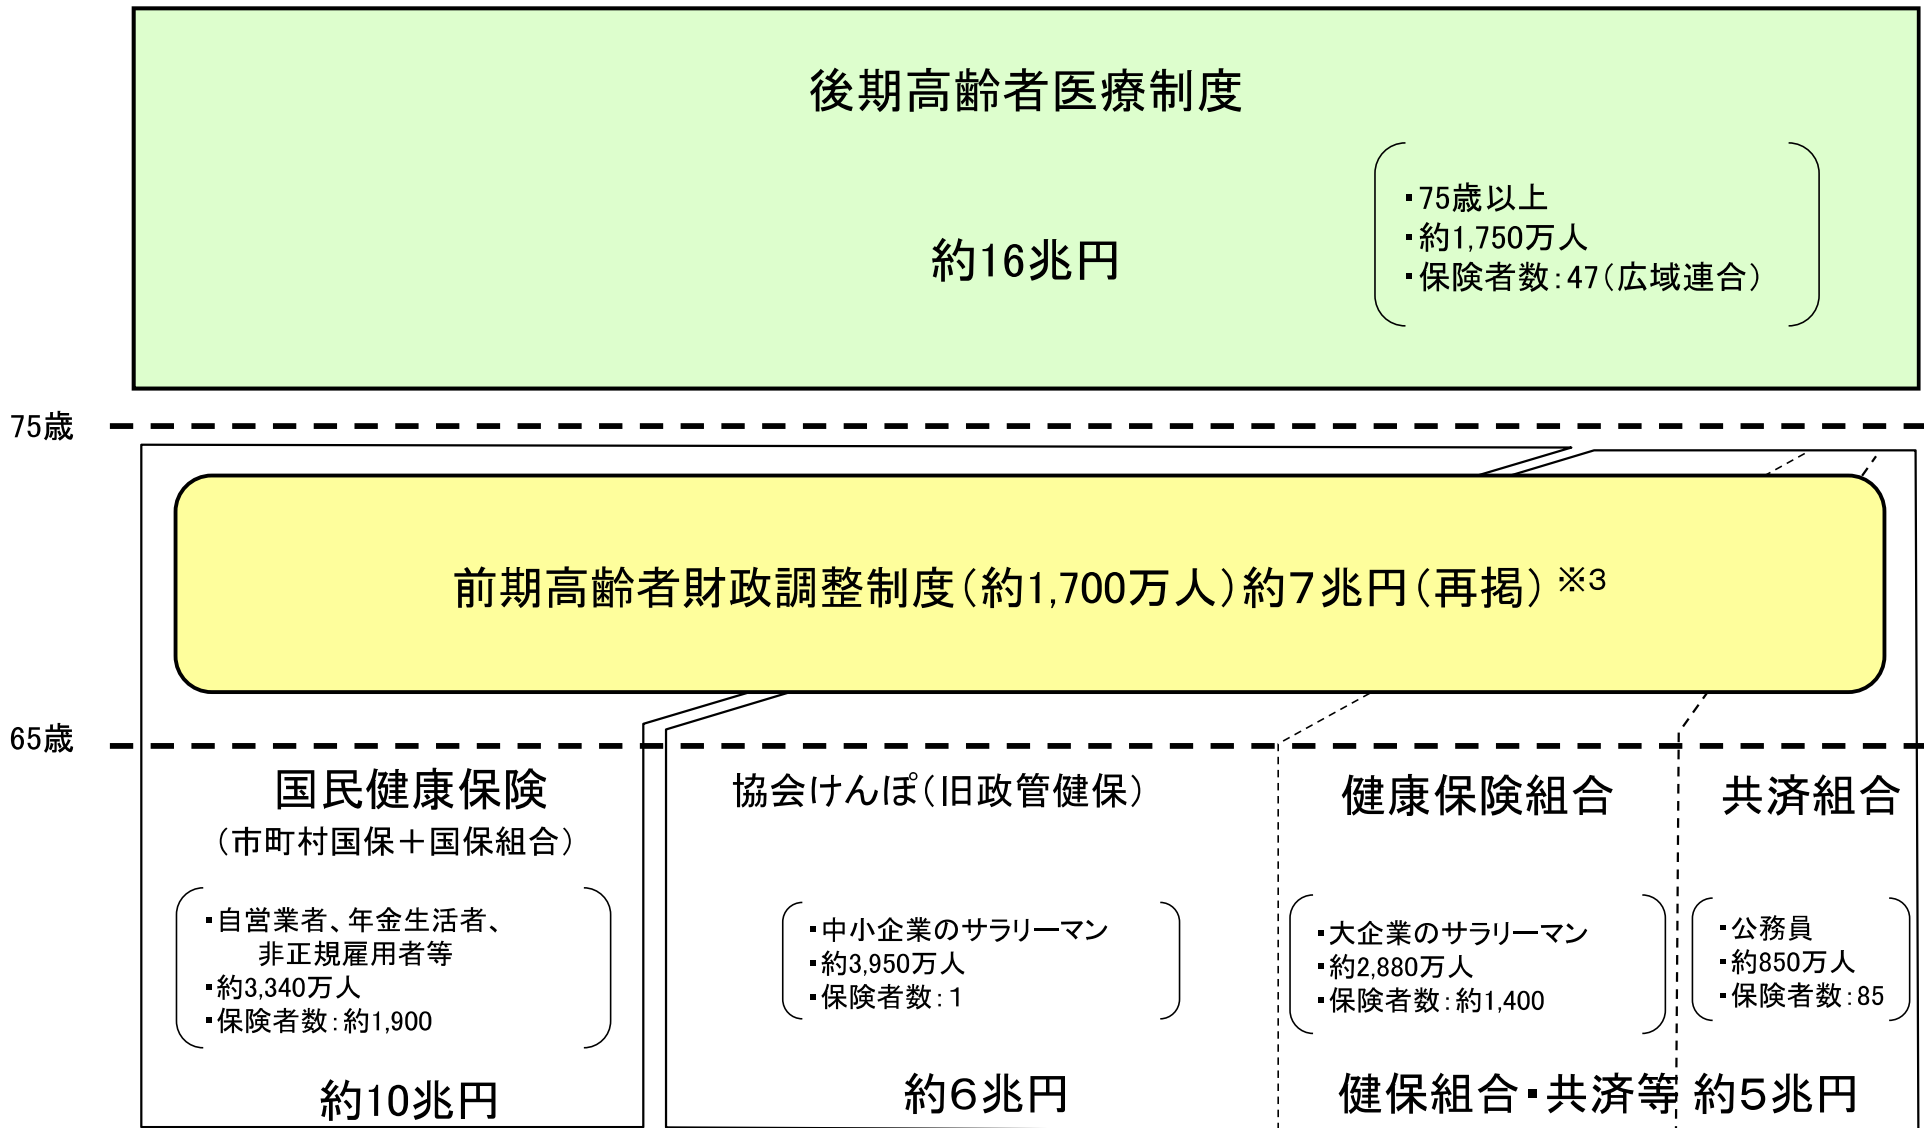 後期高齢者医療制度
約16兆円
・75歳以上
・約1,750万人
・保険者数：47（広域連合）
75歳
前期高齢者財政調整制度（約1,700万人）約７兆円（再掲）※3
65歳
国民健康保険
（市町村国保＋国保組合）
・自営業者、年金生活者、
非正規雇用者等
・約3,340万人
・保険者数：約1,900
約10兆円
協会けんぽ（旧政管健保）
・中小企業のサラリーマン
・約3,950万人
・保険者数：１
約６兆円
健康保険組合
・大企業のサラリーマン
・約2,880万人
・保険者数：約1,400
共済組合
・公務員
・約850万人
・保険者数：85
健保組合・共済等 約５兆円